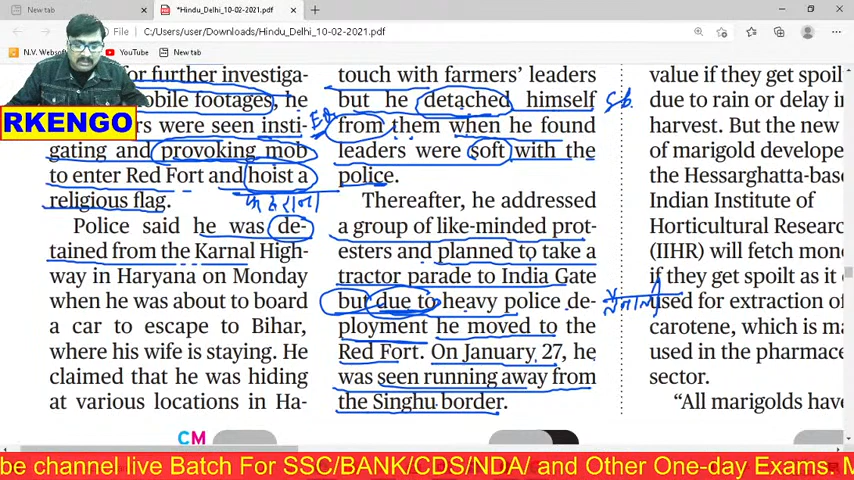 New tab
*Hindu_Delhi_10-02-2021.pdf
File
C:/Users/user/Downloads/Hindu_Delhi_10-02-2021.pdf
N.V. Websoft
YouTube
New tab
RKENGO
for further investiga-
obile footages, he
rs were seen insti-
gating and provoking mob
to enter Red Fort and hoist a
religious flag.
फहराना
Police said he was de-
tained from the Karnal High-
way in Haryana on Monday
when he was about to board
a car to escape to Bihar,
where his wife is staying. He
claimed that he was hiding
at various locations in Ha-
touch with farmers' leaders
but he detached himself
from them when he found
leaders were soft with the
police.
Thereafter, he addressed
a group of like-minded prot-
esters and planned to take a
tractor parade to India Gate
but due to heavy police de-
ployment he moved to the
Red Fort. On January 27, he
was seen running away from
the Singhu border.
value if they get spoil
due to rain or delay in
harvest. But the new
of marigold develope
the Hessarghatta-base
Indian Institute of
Horticultural Researc
(IIHR) will fetch mon
if they get spoilt as it
used for extraction of
carotene, which is ma
used in the pharmace
sector.
"All marigolds have
CM
be channel live Batch For SSC/BANK/CDS/NDA/ and Other One-day Exams. M